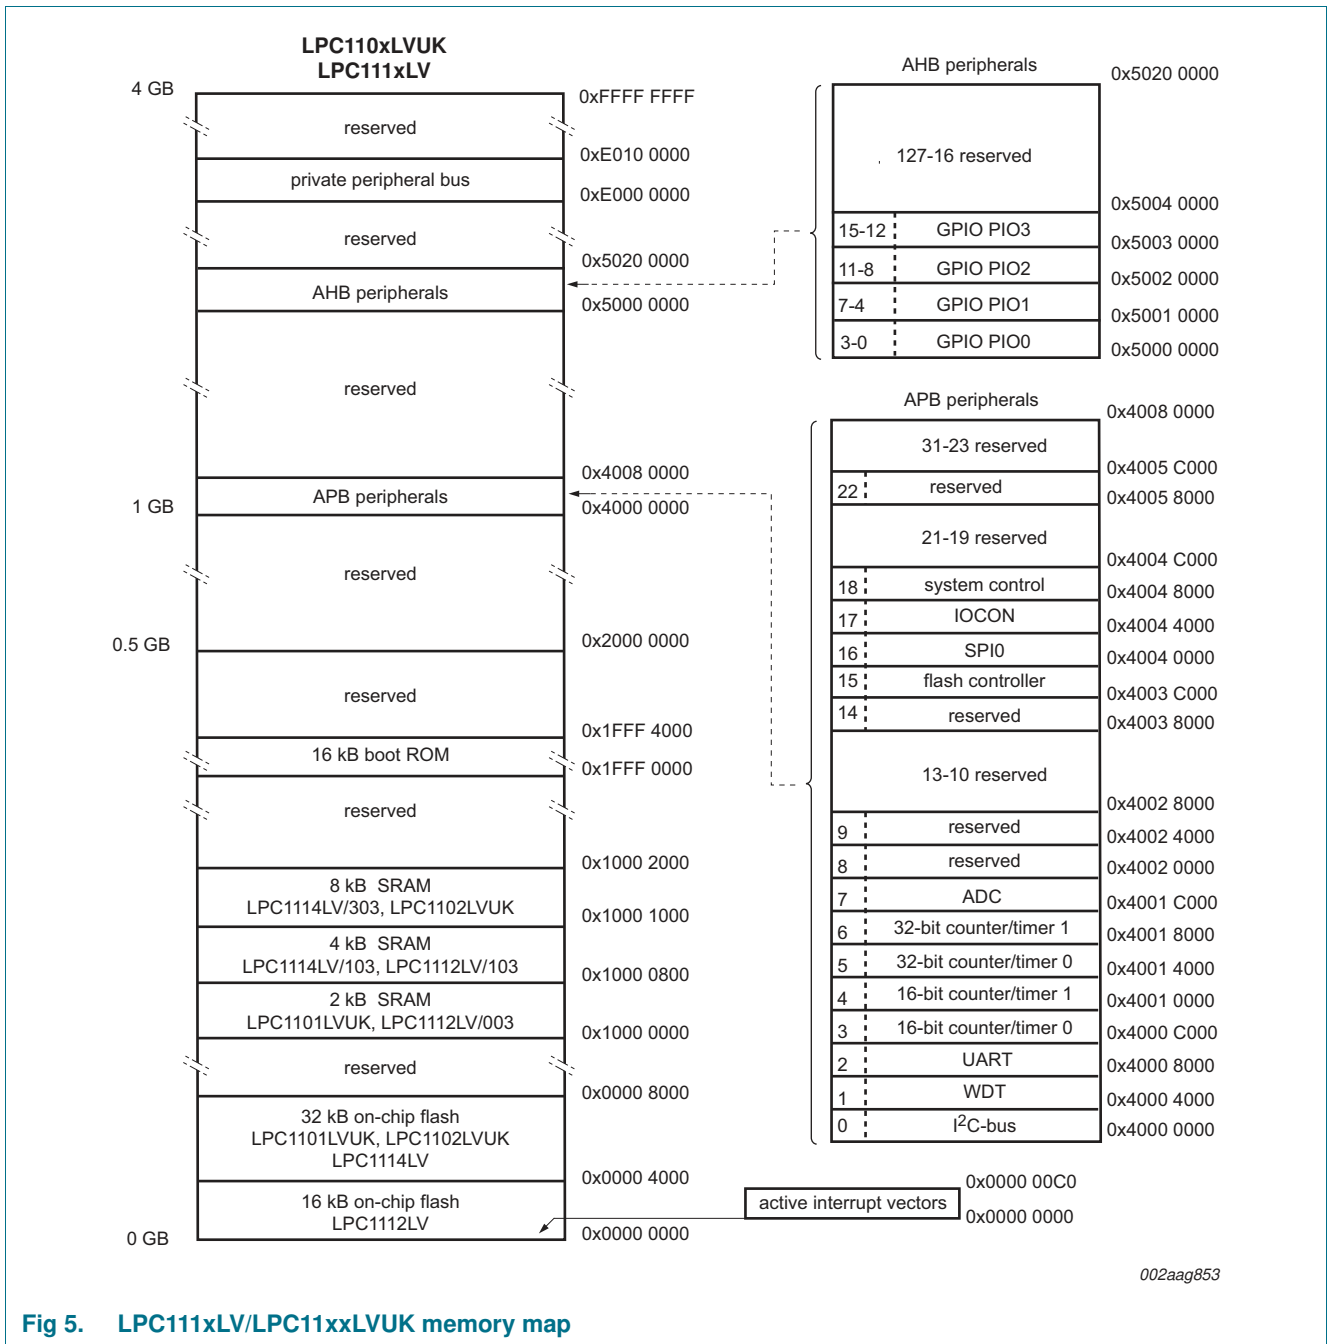 LPC110xLVUK
LPC111xLV
4 GB
0xFFFF FFFF
reserved
0xE010 0000
private peripheral bus
0xE000 0000
reserved
0x5020 0000
AHB peripherals
0x5000 0000
reserved
0x4008 0000
APB peripherals
1 GB
0x4000 0000
reserved
0.5 GB
0x2000 0000
reserved
0x1FFF 4000
16 kB boot ROM
0x1FFF 0000
reserved
0x1000 2000
8 kB SRAM
LPC1114LV/303, LPC1102LVUK
0x1000 1000
4 kB SRAM
LPC1114LV/103, LPC1112LV/103
0x1000 0800
2 kB SRAM
LPC1101LVUK, LPC1112LV/003
0x1000 0000
reserved
0x0000 8000
32 kB on-chip flash
LPC1101LVUK, LPC1102LVUK
LPC1114LV
0x0000 4000
16 kB on-chip flash
LPC1112LV
0 GB
0x0000 0000
AHB peripherals
0x5020 0000
127-16 reserved
0x5004 0000
15-12 GPIO PIO3
0x5003 0000
11-8 GPIO PIO2
0x5002 0000
7-4 GPIO PIO1
0x5001 0000
3-0 GPIO PIO0
0x5000 0000
APB peripherals
0x4008 0000
31-23 reserved
0x4005 C000
22 reserved
0x4005 8000
21-19 reserved
0x4004 C000
18 system control
0x4004 8000
17 IOCON
0x4004 4000
16 SPI0
0x4004 0000
15 flash controller
0x4003 C000
14 reserved
0x4003 8000
13-10 reserved
0x4002 8000
9 reserved
0x4002 4000
8 reserved
0x4002 0000
7 ADC
0x4001 C000
6 32-bit counter/timer 1
0x4001 8000
5 32-bit counter/timer 0
0x4001 4000
4 16-bit counter/timer 1
0x4001 0000
3 16-bit counter/timer 0
0x4000 C000
2 UART
0x4000 8000
1 WDT
0x4000 4000
0 I2C-bus
0x4000 0000
0x0000 00C0
active interrupt vectors
0x0000 0000
002aag853
Fig 5. LPC111xLV/LPC11xxLVUK memory map